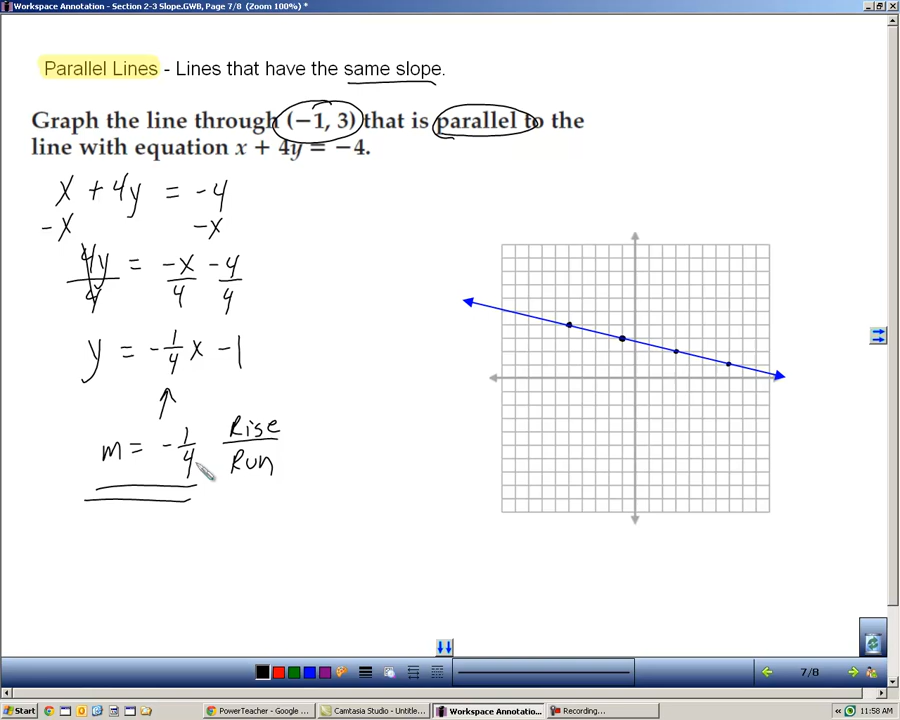 Workspace Annotation - Section 2-3 Slope.GWB, Page 7/8 (Zoom 100%) *
Parallel Lines - Lines that have the same slope.
Graph the line through (−1, 3) that is parallel to the
line with equation x + 4y = −4.
x + 4y = -4
-x -x
4y/4 = -x/4 -4/4
y = -1/4 x -1
m = -1/4 Rise/Run
7/8
Start
PowerTeacher - Google ...
Camtasia Studio - Untitle...
Workspace Annotatio...
Recording...
11:58 AM